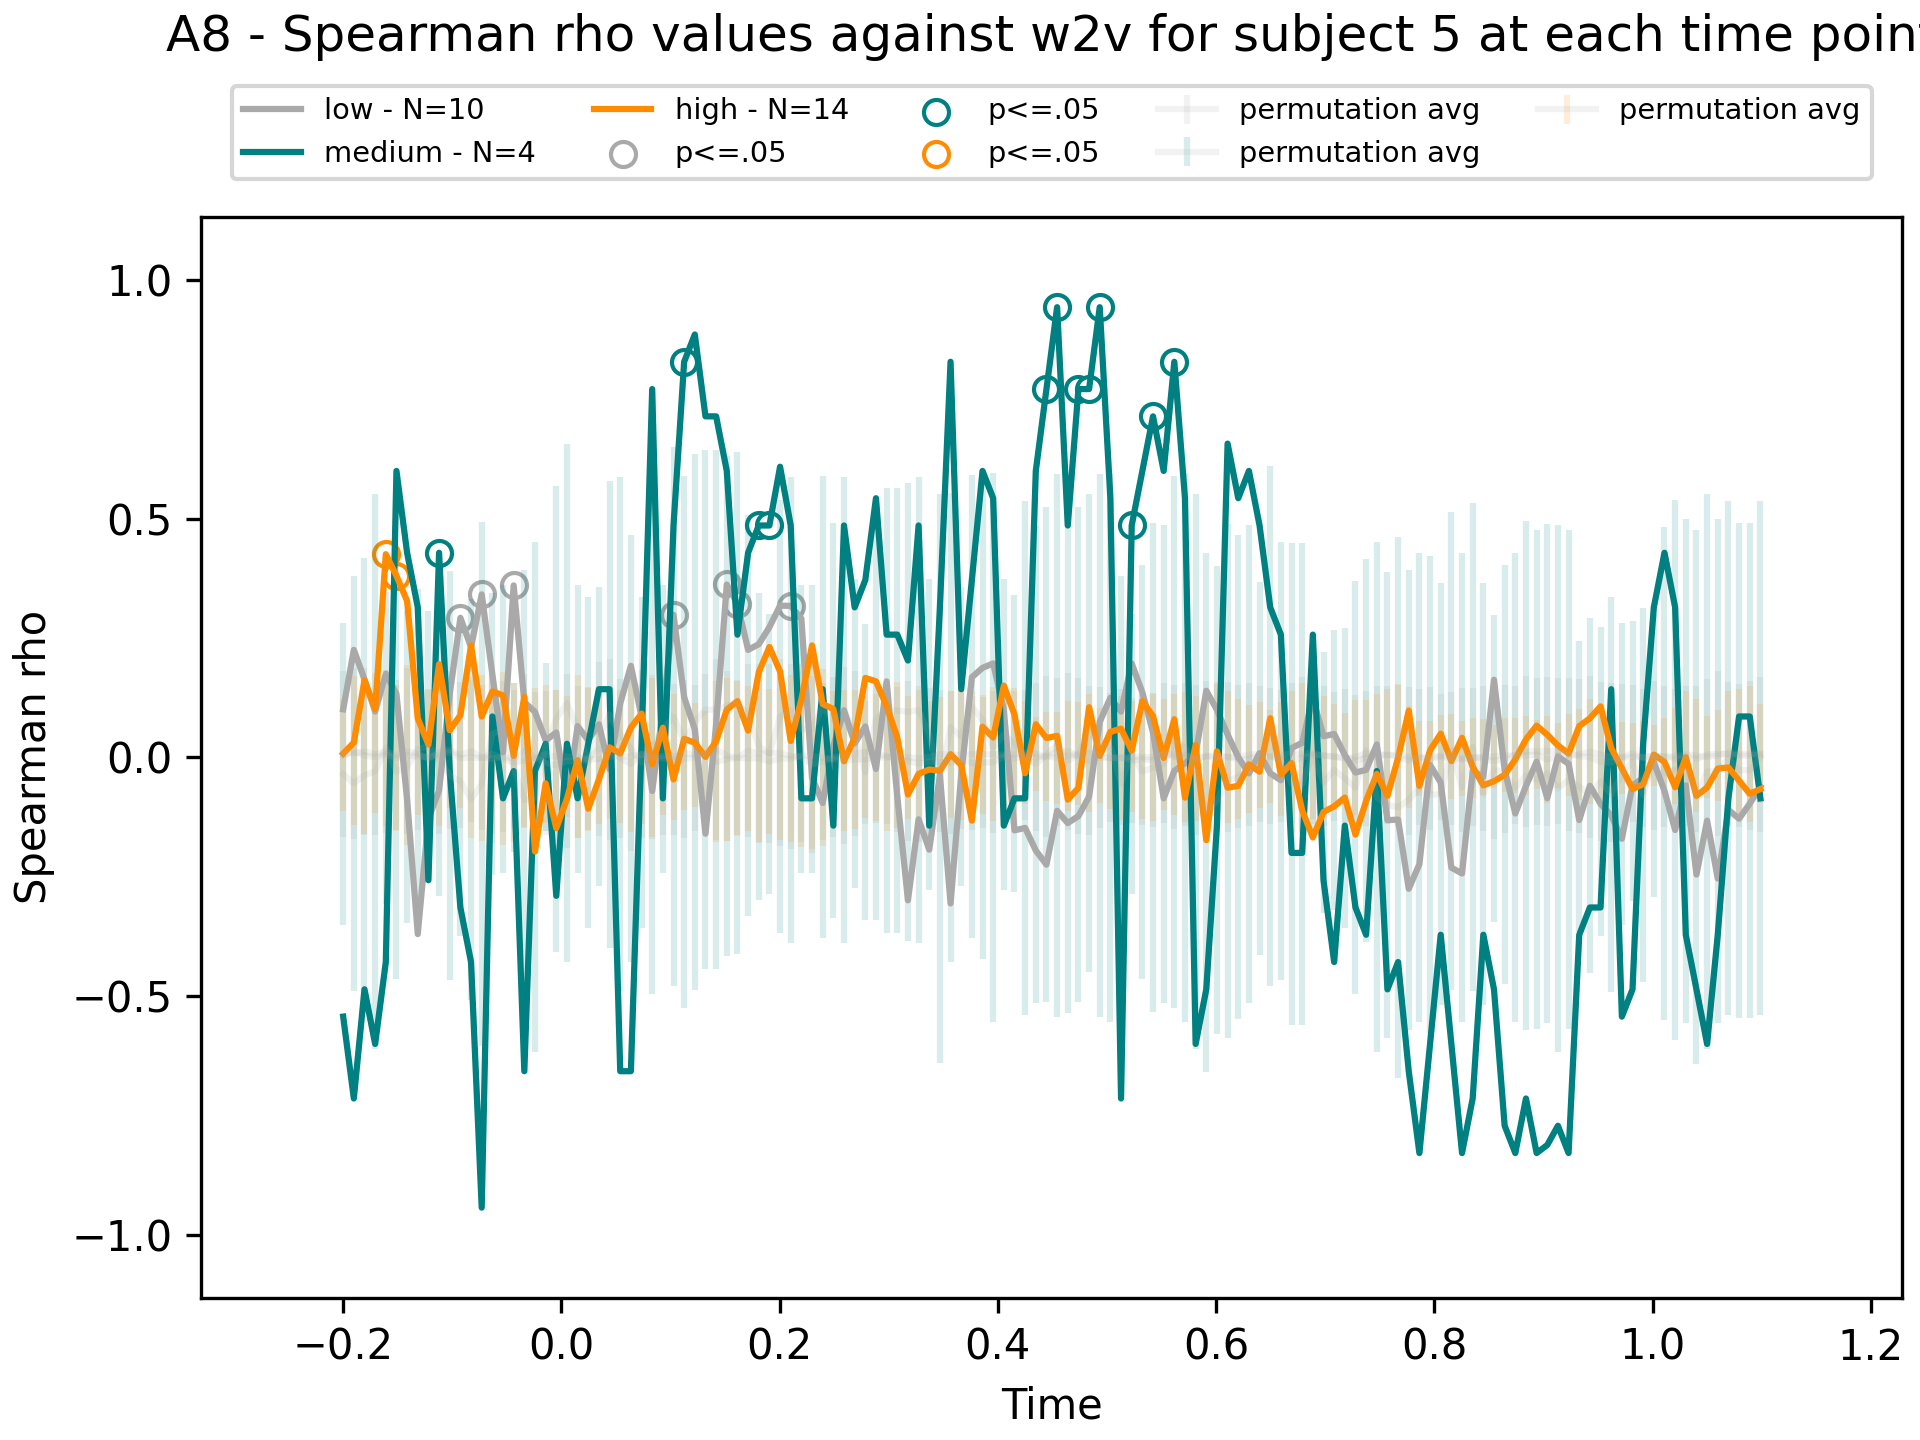 A8 - Spearman rho values against w2v for subject 5 at each time poin
low - N=10 high - N=14 p<=.05 permutation avg permutation avg
medium - N=4 p<=.05 p<=.05 permutation avg
Spearman rho
1.0
0.5
0.0
−0.5
−1.0
−0.2 0.0 0.2 0.4 0.6 0.8 1.0 1.2
Time